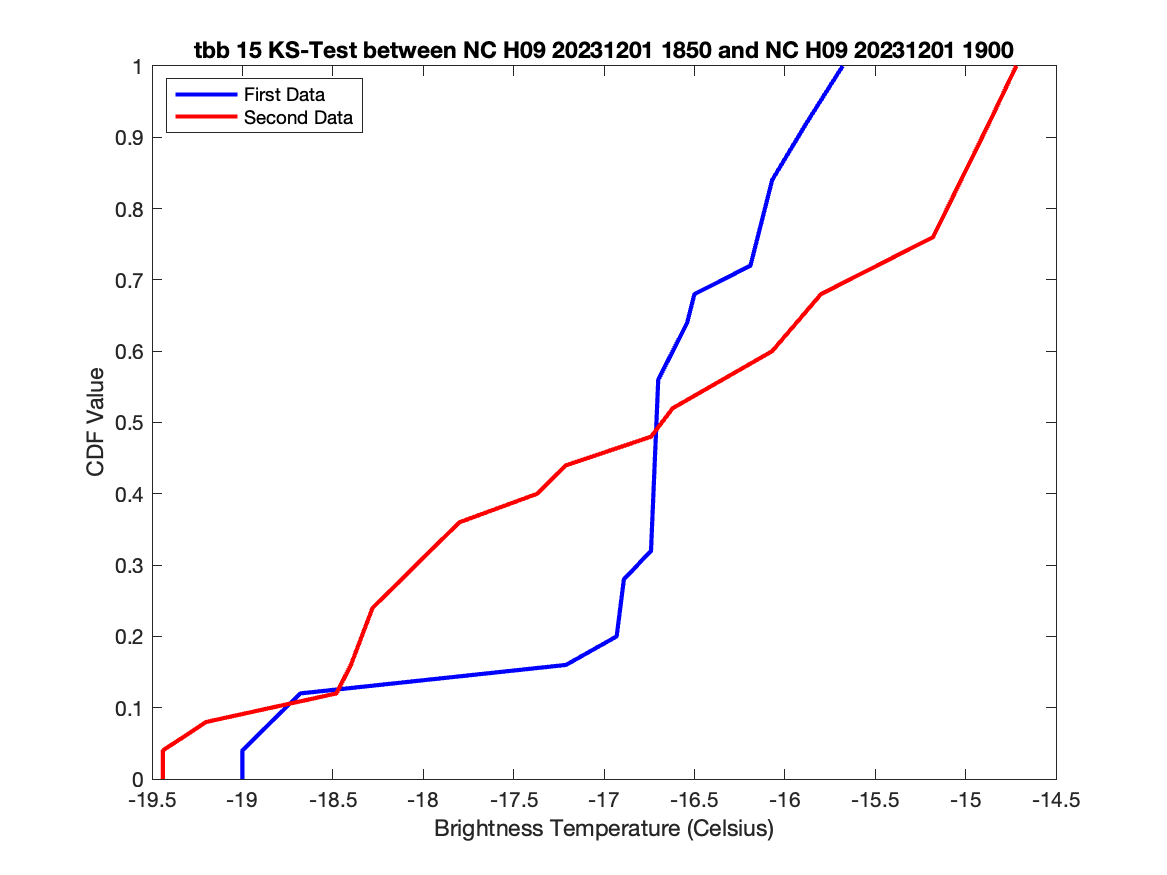 tbb 15 KS-Test between NC H09 20231201 1850 and NC H09 20231201 1900
First Data
Second Data
1
0.9
0.8
0.7
0.6
0.5
0.4
0.3
0.2
0.1
0
CDF Value
-19.5 -19 -18.5 -18 -17.5 -17 -16.5 -16 -15.5 -15 -14.5
Brightness Temperature (Celsius)